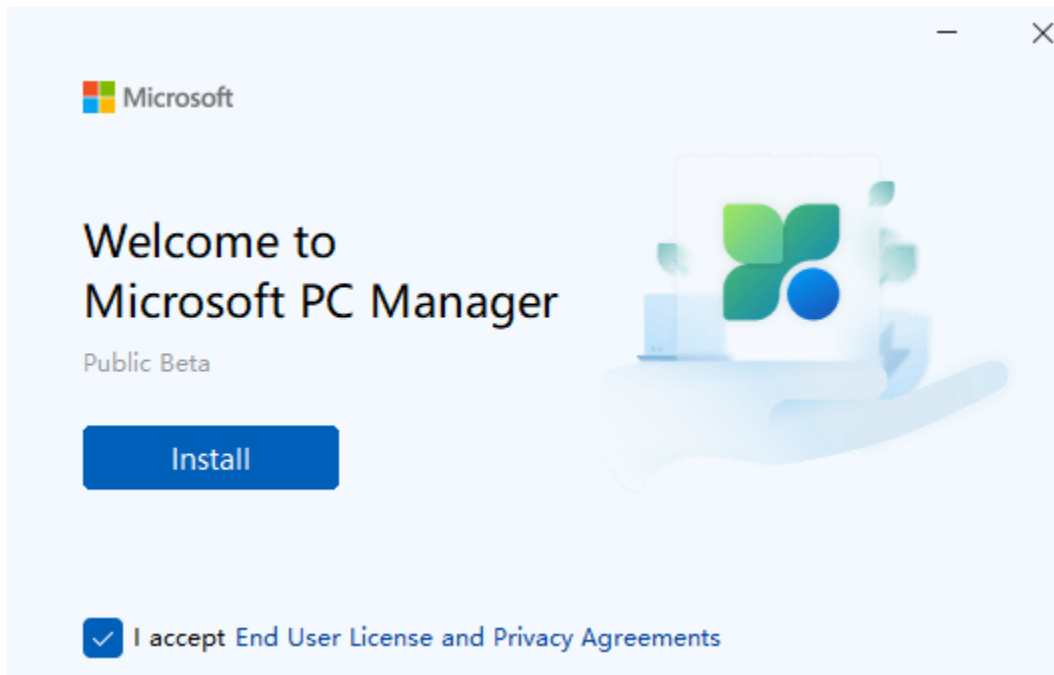 Microsoft
Welcome to
Microsoft PC Manager
Public Beta
Install
I accept End User License and Privacy Agreements